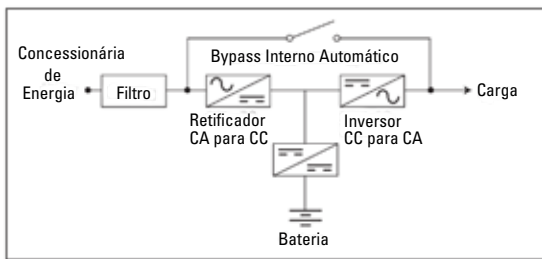 Concessionária
de
Energia
Filtro
Bypass Interno Automático
Retificador
CA para CC
Inversor
CC para CA
Carga
Bateria